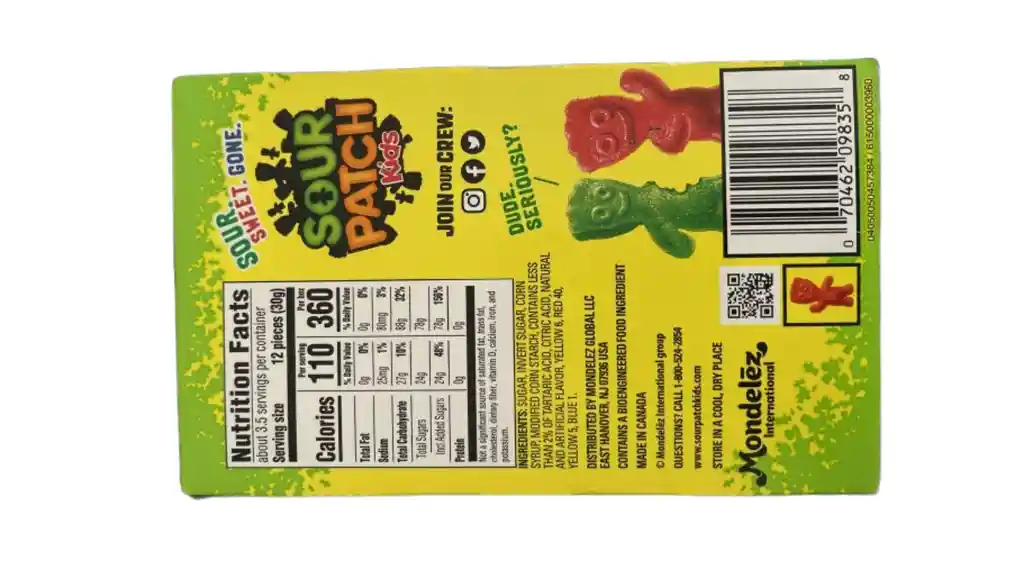 SOUR.
SWEET. GONE.
SOUR
PATCH
Kids
JOIN OUR CREW:
DUDE.
SERIOUSLY?
Nutrition Facts
about 3.5 servings per container
Serving size 12 pieces (30g)
Per serving Per box
Calories 110 360
% Daily Value % Daily Value
Total Fat 0g 0% 0g 0%
Sodium 25mg 1% 80mg 3%
Total Carbohydrate 27g 10% 88g 32%
Total Sugars 24g 78g
Incl Added Sugars 24g 48% 78g 156%
Protein 0g 0g
Not a significant source of saturated fat, trans fat,
cholesterol, dietary fiber, vitamin D, calcium, iron, and
potassium.
INGREDIENTS: SUGAR, INVERT SUGAR, CORN
SYRUP, MODIFIED CORN STARCH, CONTAINS LESS
THAN 2% OF TARTARIC ACID, CITRIC ACID, NATURAL
AND ARTIFICIAL FLAVOR, YELLOW 6, RED 40,
YELLOW 5, BLUE 1.
DISTRIBUTED BY MONDELEZ GLOBAL LLC
EAST HANOVER, NJ 07936 USA
CONTAINS A BIOENGINEERED FOOD INGREDIENT
MADE IN CANADA
© Mondelez International group
QUESTIONS? CALL 1-800-524-2854
www.sourpatchkids.com
STORE IN A COOL, DRY PLACE
Mondelēz
International
0 70462 09835 8
04050050457384 / 615000003960